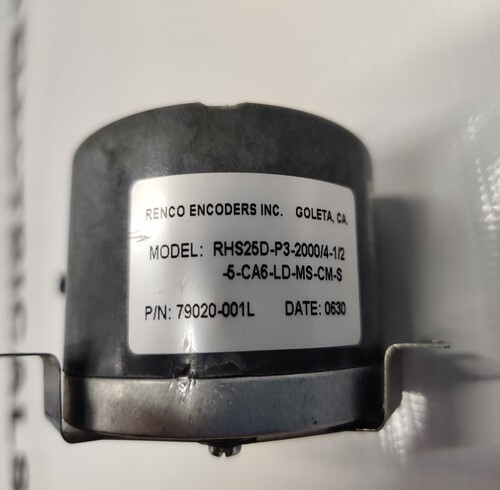 RENCO ENCODERS INC. GOLETA, CA.
MODEL: RHS25D-P3-2000/4-1/2
-5-CA6-LD-MS-CM-S
P/N: 79020-001L DATE: 0630